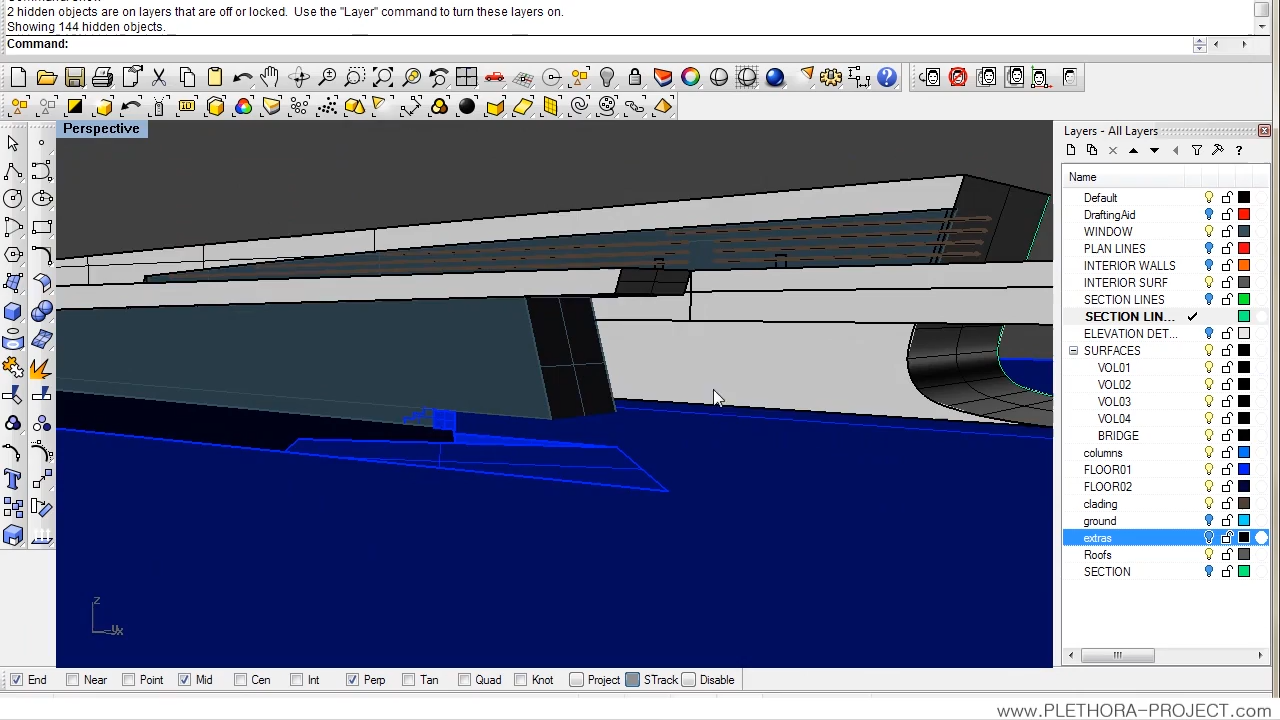 2 hidden objects are on layers that are off or locked.  Use the "Layer" command to turn these layers on.
Showing 144 hidden objects.
Command:
Perspective
Layers - All Layers
Name
Default
DraftingAid
WINDOW
PLAN LINES
INTERIOR WALLS
INTERIOR SURF
SECTION LINES
SECTION LIN...
ELEVATION DET...
SURFACES
VOL01
VOL02
VOL03
VOL04
BRIDGE
columns
FLOOR01
FLOOR02
clading
ground
extras
Roofs
SECTION
z
x
End Near Point Mid Cen Int Perp Tan Quad Knot Project STrack Disable
www.PLETHORA-PROJECT.com